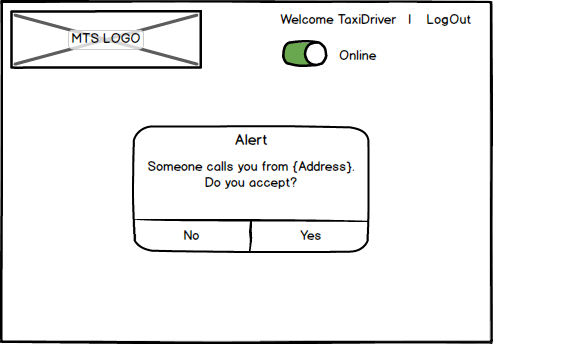 MTS LOGO
Welcome TaxiDriver | LogOut
Online
Alert
Someone calls you from {Address}.
Do you accept?
No
Yes